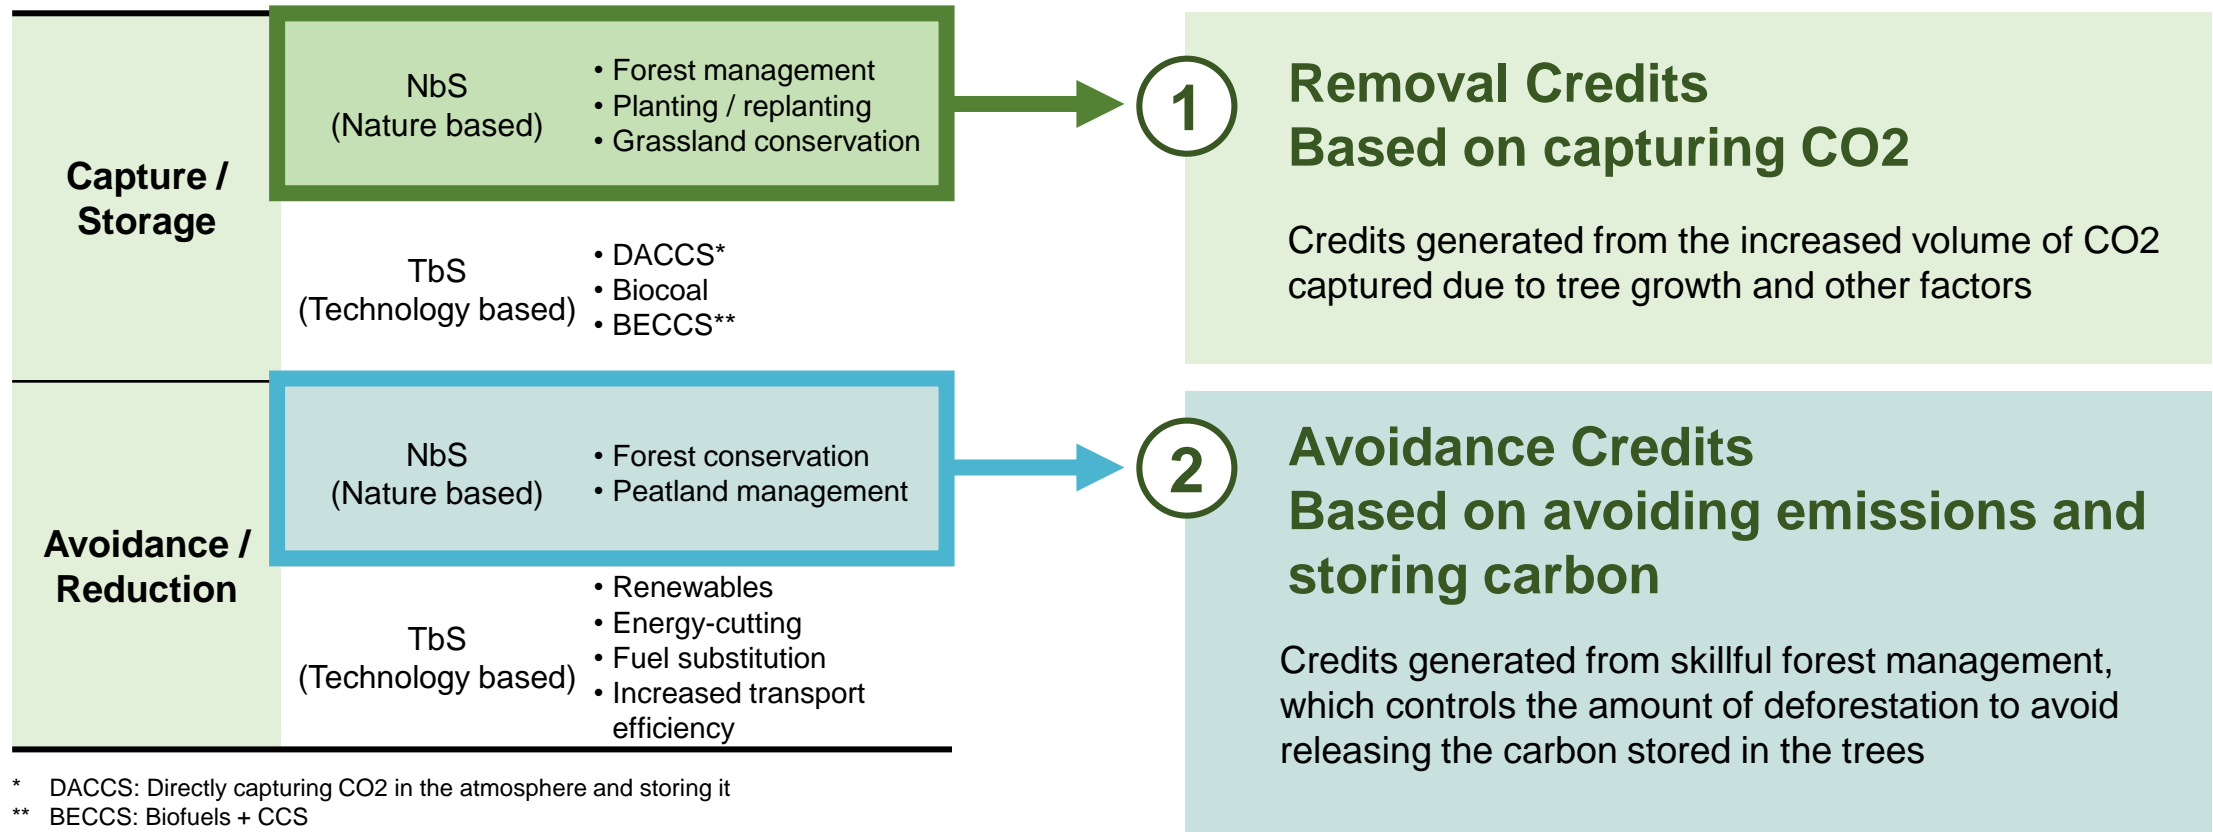 Capture /
Storage
NbS
(Nature based)
• Forest management
• Planting / replanting
• Grassland conservation
TbS
(Technology based)
• DACCS*
• Biocoal
• BECCS**
Avoidance /
Reduction
NbS
(Nature based)
• Forest conservation
• Peatland management
TbS
(Technology based)
• Renewables
• Energy-cutting
• Fuel substitution
• Increased transport
efficiency
* DACCS: Directly capturing CO2 in the atmosphere and storing it
** BECCS: Biofuels + CCS
1
Removal Credits
Based on capturing CO2
Credits generated from the increased volume of CO2
captured due to tree growth and other factors
2
Avoidance Credits
Based on avoiding emissions and
storing carbon
Credits generated from skillful forest management,
which controls the amount of deforestation to avoid
releasing the carbon stored in the trees